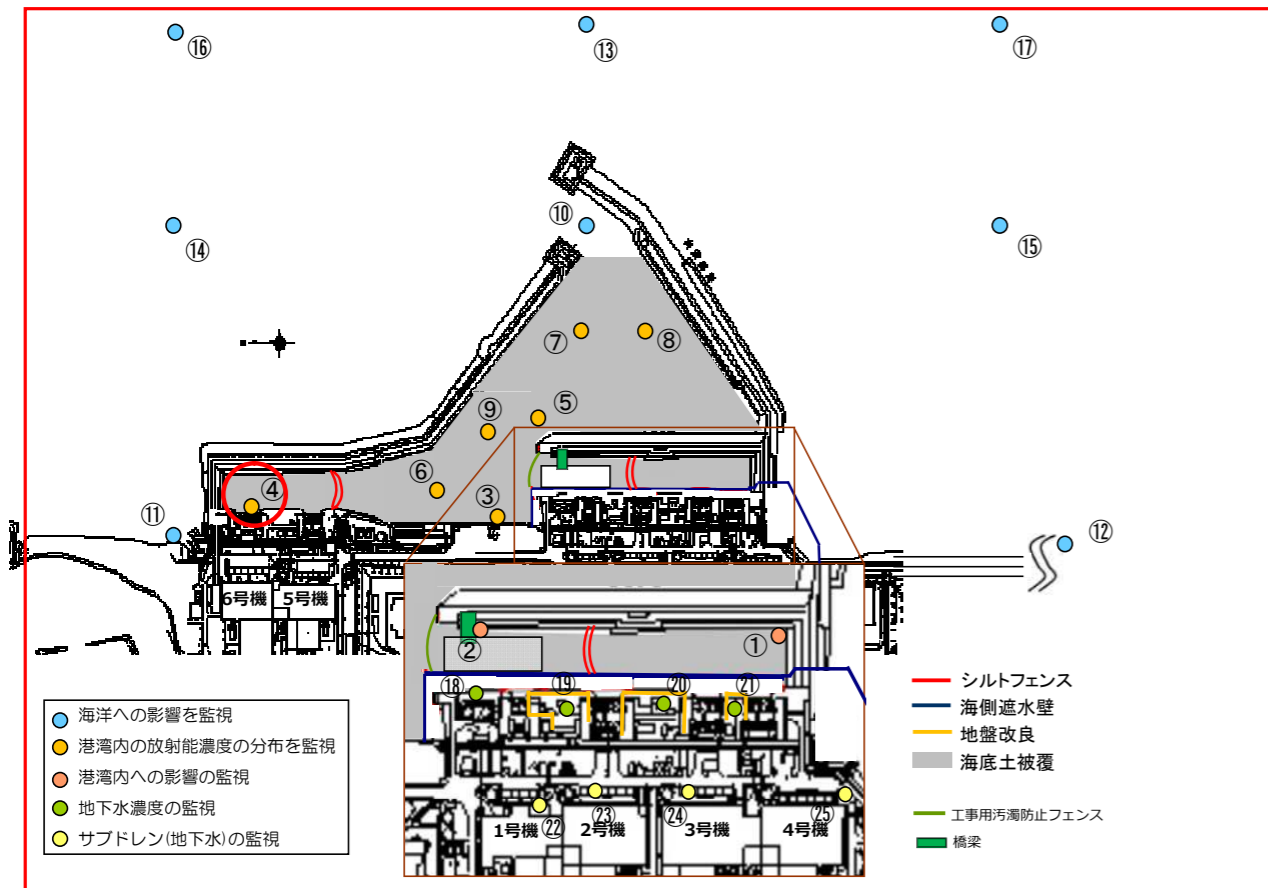 ⑯
⑬
⑰
⑩
⑭
⑮
⑦
⑧
⑤
⑨
⑥
④
③
⑪
⑫
6号機
5号機
②
①
⑱
⑲
⑳
㉑
㉒
㉓
㉔
㉕
1号機
2号機
3号機
4号機
海洋への影響を監視
港湾内の放射能濃度の分布を監視
港湾内への影響の監視
地下水濃度の監視
サブドレン(地下水)の監視
シルトフェンス
海側遮水壁
地盤改良
海底土被覆
工事用汚濁防止フェンス
橋梁